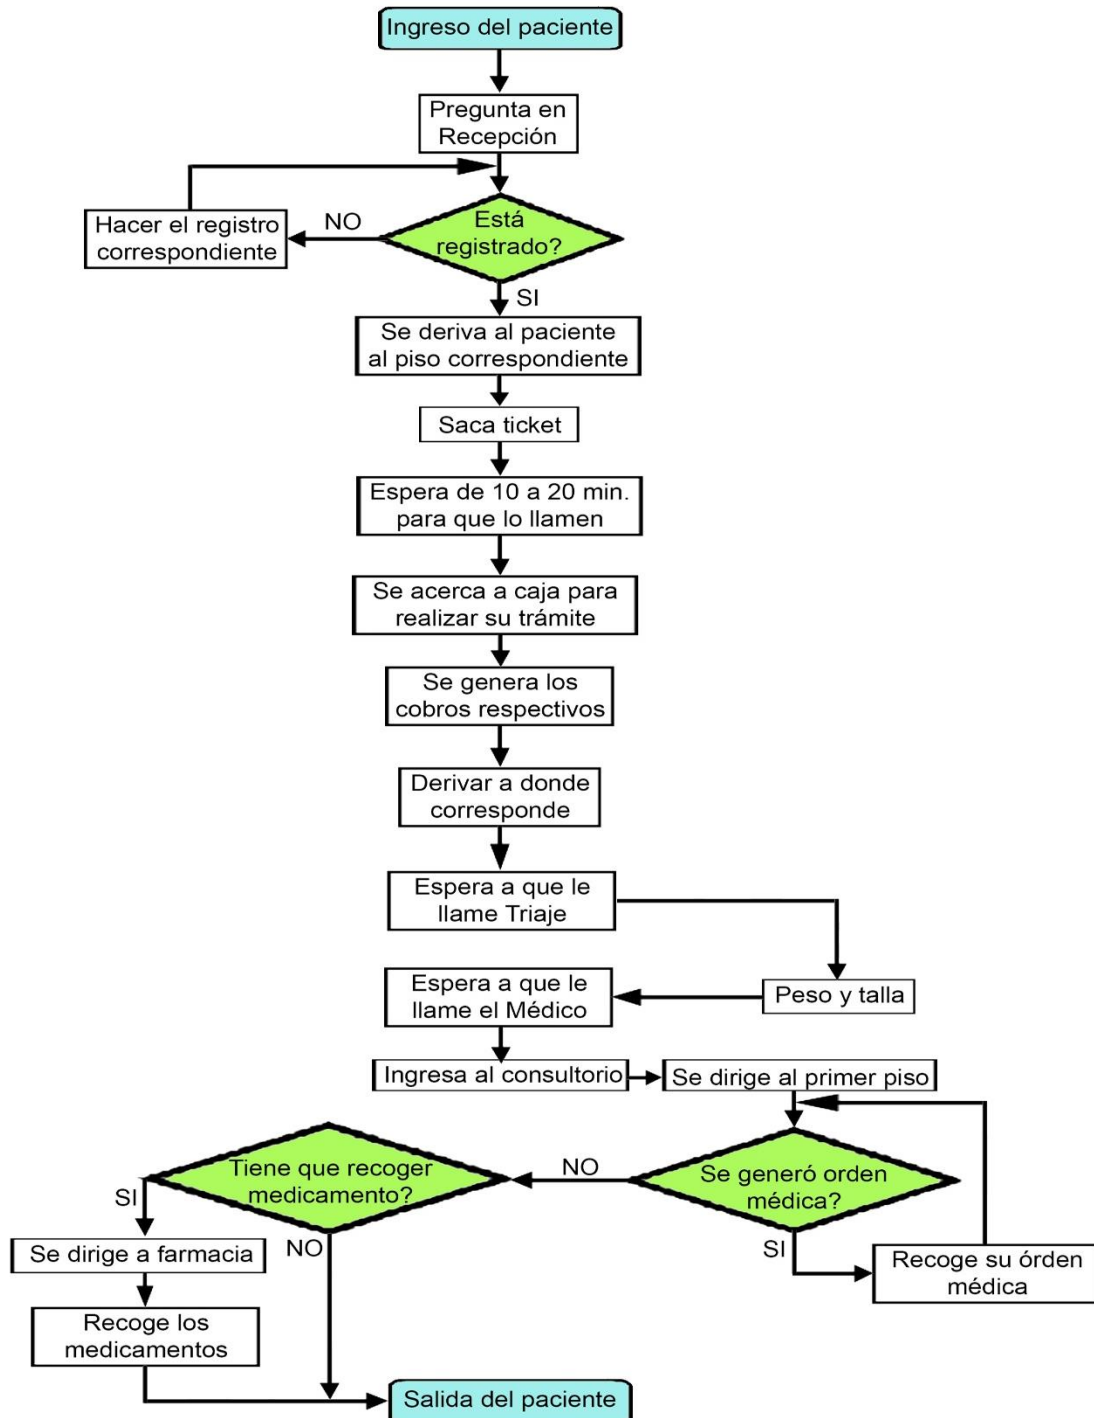 Ingreso del paciente
Pregunta en
Recepción
Está
registrado?
NO
Hacer el registro
correspondiente
SI
Se deriva al paciente
al piso correspondiente
Saca ticket
Espera de 10 a 20 min.
para que lo llamen
Se acerca a caja para
realizar su trámite
Se genera los
cobros respectivos
Derivar a donde
corresponde
Espera a que le
llame Triaje
Peso y talla
Espera a que le
llame el Médico
Ingresa al consultorio
Se dirige al primer piso
Se generó orden
médica?
SI
Recoge su órden
médica
NO
Tiene que recoger
medicamento?
SI
Se dirige a farmacia
Recoge los
medicamentos
NO
Salida del paciente